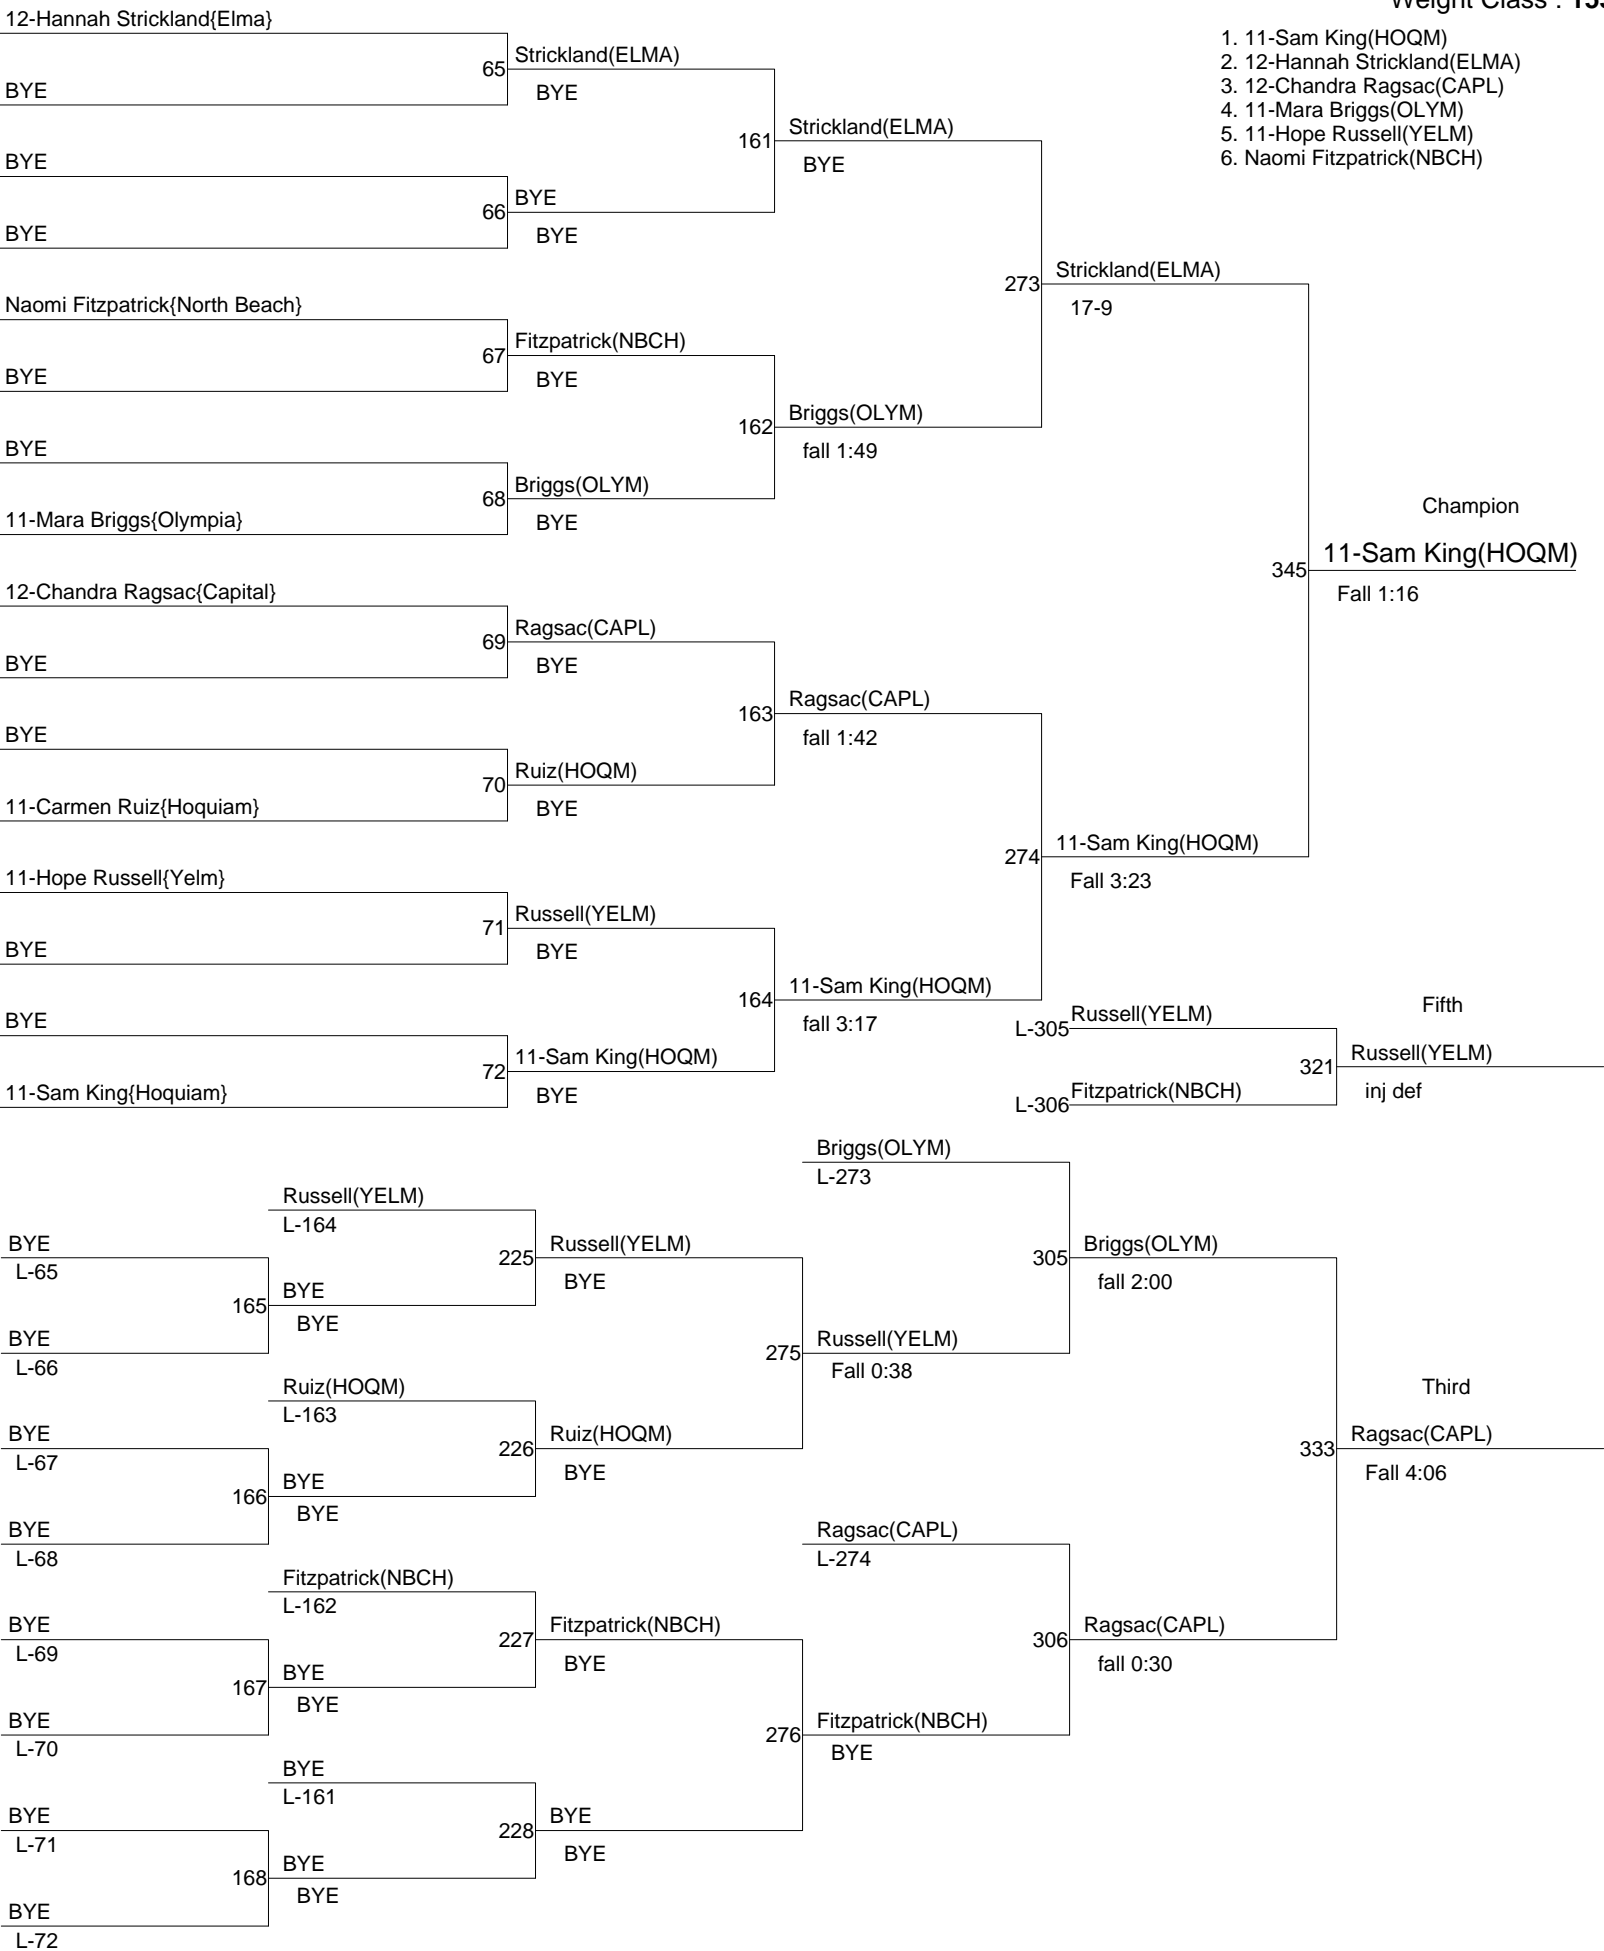 Weight Class :
12-Hannah Strickland{Elma}
1. 11-Sam King(HOQM)
2. 12-Hannah Strickland(ELMA)
3. 12-Chandra Ragsac(CAPL)
4. 11-Mara Briggs(OLYM)
5. 11-Hope Russell(YELM)
6. Naomi Fitzpatrick(NBCH)
65
Strickland(ELMA)
BYE
BYE
161
Strickland(ELMA)
BYE
BYE
66
BYE
BYE
BYE
273
Strickland(ELMA)
17-9
Naomi Fitzpatrick{North Beach}
67
Fitzpatrick(NBCH)
BYE
BYE
162
Briggs(OLYM)
fall 1:49
BYE
68
Briggs(OLYM)
BYE
11-Mara Briggs{Olympia}
Champion
345
11-Sam King(HOQM)
Fall 1:16
12-Chandra Ragsac{Capital}
69
Ragsac(CAPL)
BYE
BYE
163
Ragsac(CAPL)
fall 1:42
BYE
70
Ruiz(HOQM)
BYE
11-Carmen Ruiz{Hoquiam}
274
11-Sam King(HOQM)
Fall 3:23
11-Hope Russell{Yelm}
71
Russell(YELM)
BYE
BYE
164
11-Sam King(HOQM)
fall 3:17
BYE
72
11-Sam King(HOQM)
BYE
11-Sam King{Hoquiam}
Fifth
L-305
Russell(YELM)
321
Russell(YELM)
inj def
L-306
Fitzpatrick(NBCH)
Briggs(OLYM)
L-273
Russell(YELM)
L-164
BYE
L-65
225
Russell(YELM)
BYE
305
Briggs(OLYM)
fall 2:00
165
BYE
BYE
BYE
L-66
275
Russell(YELM)
Fall 0:38
Ruiz(HOQM)
L-163
Third
BYE
L-67
226
Ruiz(HOQM)
BYE
333
Ragsac(CAPL)
Fall 4:06
166
BYE
BYE
BYE
L-68
Ragsac(CAPL)
L-274
Fitzpatrick(NBCH)
L-162
BYE
L-69
227
Fitzpatrick(NBCH)
BYE
306
Ragsac(CAPL)
fall 0:30
167
BYE
BYE
BYE
L-70
276
Fitzpatrick(NBCH)
BYE
BYE
L-161
BYE
L-71
228
BYE
BYE
168
BYE
BYE
BYE
L-72